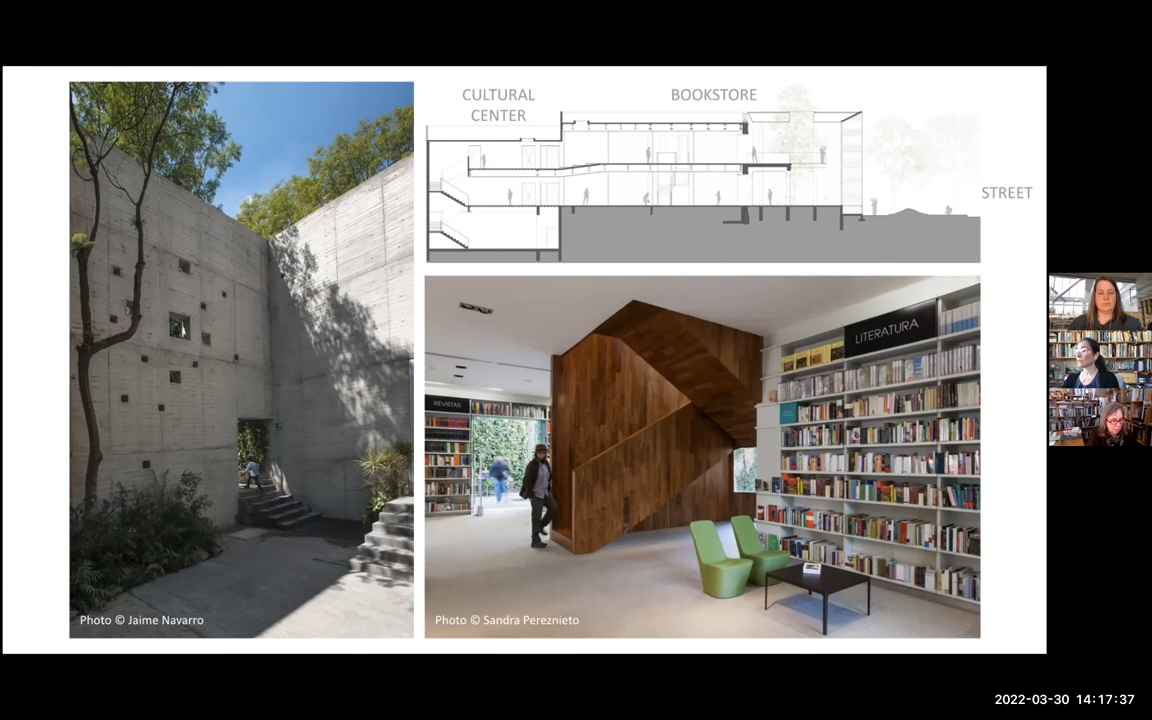 CULTURAL
CENTER
BOOKSTORE
STREET
LITERATURA
REVISTAS
Photo © Jaime Navarro
Photo © Sandra Pereznieto
2022-03-30 14:17:37